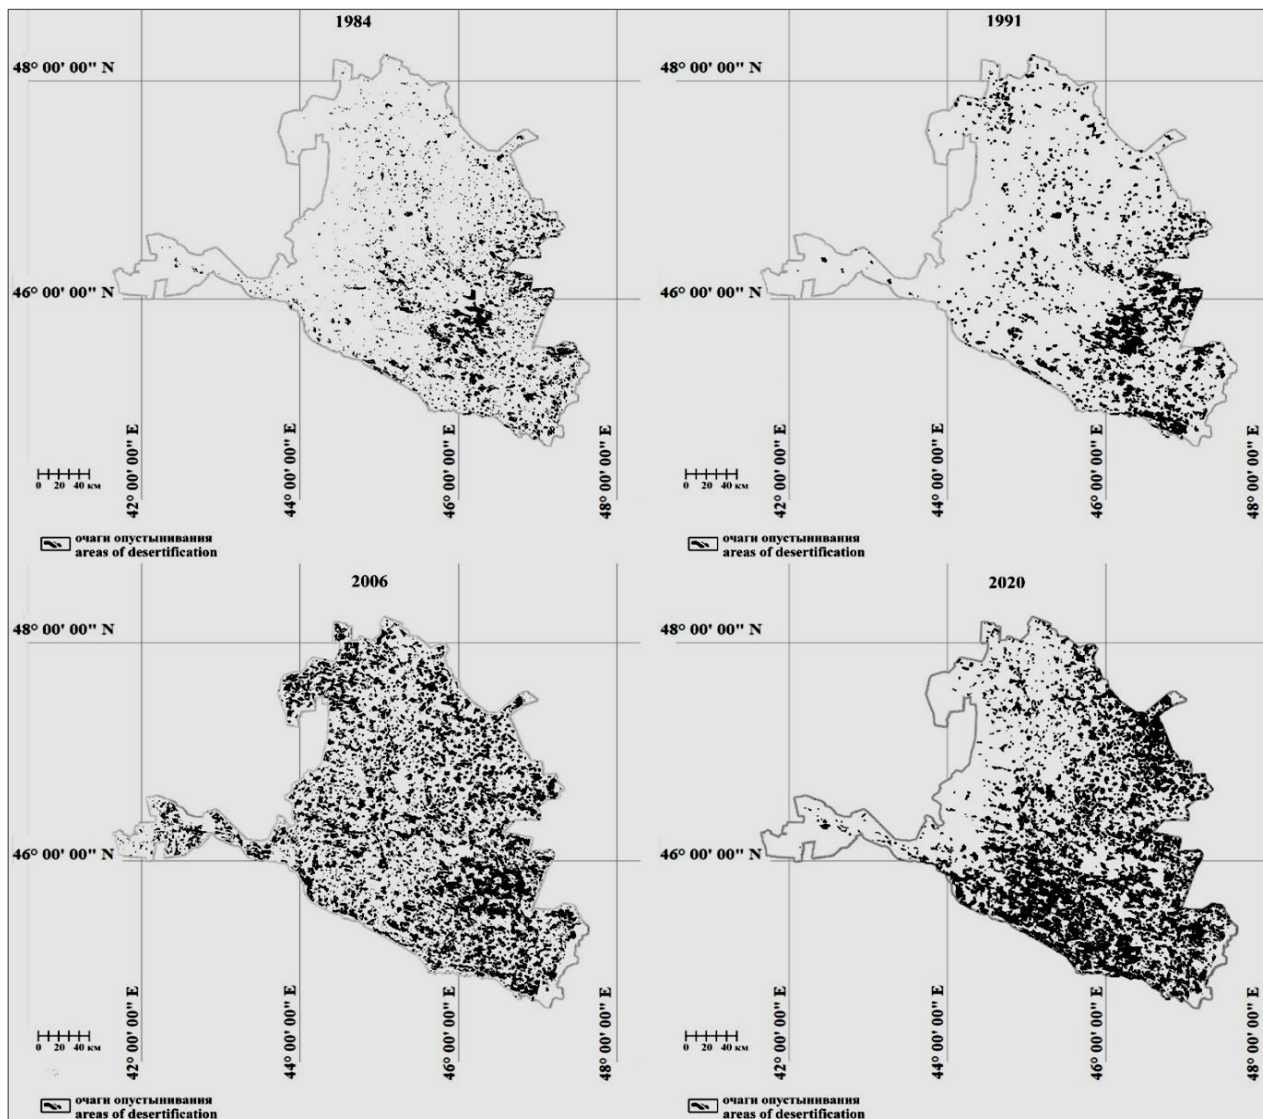 1984
48° 00' 00" N
46° 00' 00" N
42° 00' 00" E
44° 00' 00" E
46° 00' 00" E
48° 00' 00" E
0 20 40 км
очаги опустынивания
areas of desertification
1991
48° 00' 00" N
46° 00' 00" N
42° 00' 00" E
44° 00' 00" E
46° 00' 00" E
48° 00' 00" E
0 20 40 км
очаги опустынивания
areas of desertification
2006
48° 00' 00" N
46° 00' 00" N
42° 00' 00" E
44° 00' 00" E
46° 00' 00" E
48° 00' 00" E
0 20 40 км
очаги опустынивания
areas of desertification
2020
48° 00' 00" N
46° 00' 00" N
42° 00' 00" E
44° 00' 00" E
46° 00' 00" E
48° 00' 00" E
0 20 40 км
очаги опустынивания
areas of desertification